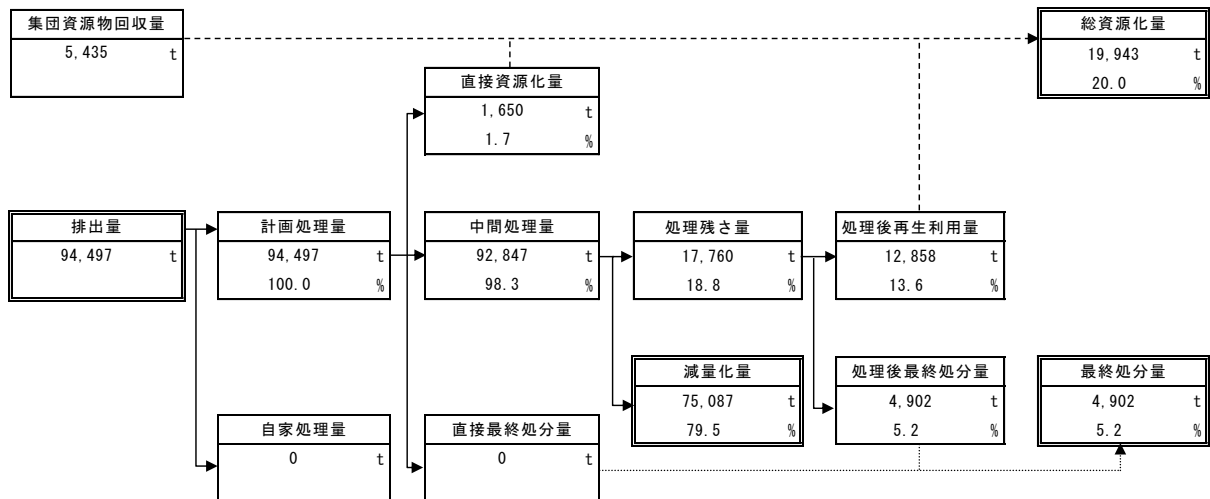 集団資源物回収量
5,435 t
総資源化量
19,943 t
20.0 %
直接資源化量
1,650 t
1.7 %
排出量
94,497 t
計画処理量
94,497 t
100.0 %
中間処理量
92,847 t
98.3 %
処理残さ量
17,760 t
18.8 %
処理後再生利用量
12,858 t
13.6 %
減量化量
75,087 t
79.5 %
処理後最終処分量
4,902 t
5.2 %
最終処分量
4,902 t
5.2 %
自家処理量
0 t
直接最終処分量
0 t